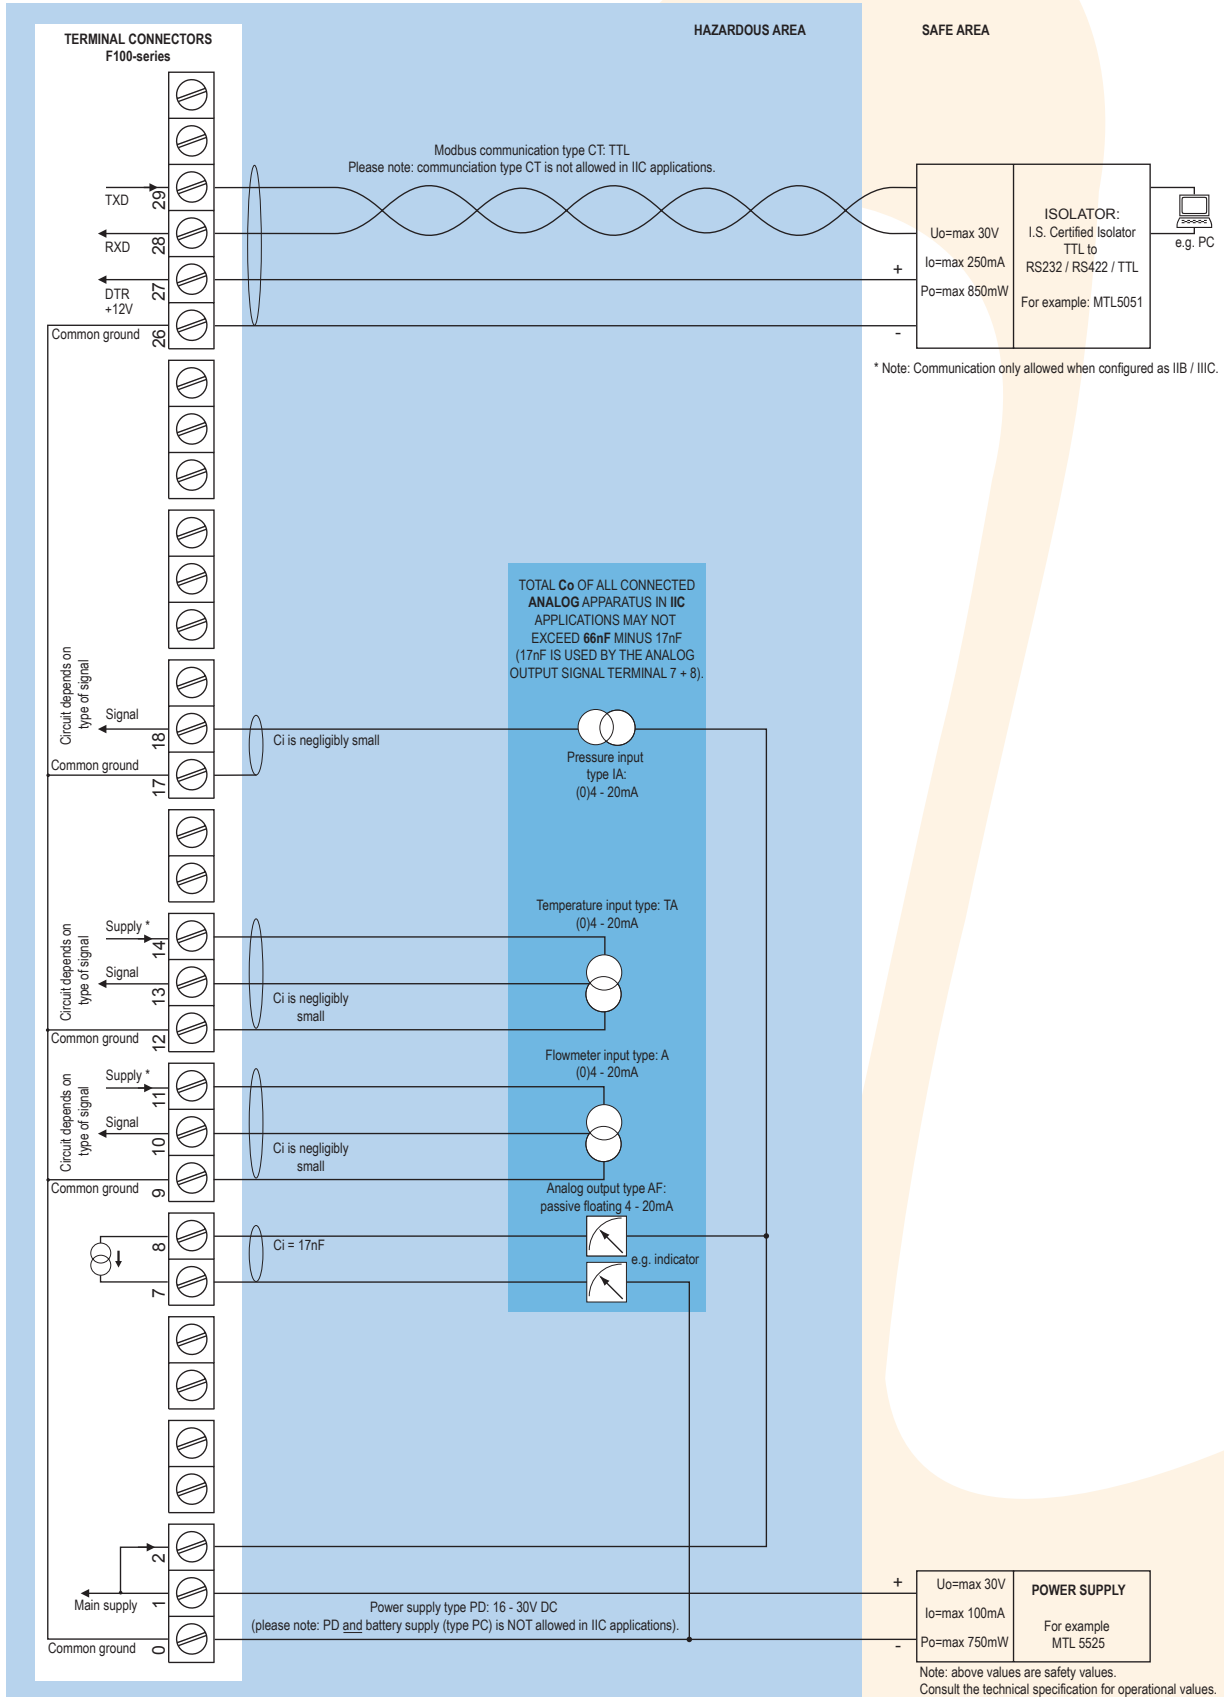 HAZARDOUS AREA
SAFE AREA
TERMINAL CONNECTORS
F100-series
Modbus communication type CT: TTL
Please note: communciation type CT is not allowed in IIC applications.
TXD
29
RXD
28
DTR
+12V
27
Common ground
26
+
-
Uo=max 30V
Io=max 250mA
Po=max 850mW
ISOLATOR:
I.S. Certified Isolator
TTL to
RS232 / RS422 / TTL
For example: MTL5051
e.g. PC
* Note: Communication only allowed when configured as IIB / IIIC.
TOTAL Co OF ALL CONNECTED
ANALOG APPARATUS IN IIC
APPLICATIONS MAY NOT
EXCEED 66nF MINUS 17nF
(17nF IS USED BY THE ANALOG
OUTPUT SIGNAL TERMINAL 7 + 8).
Circuit depends on
type of signal
Signal
18
Common ground
17
Ci is negligibly small
Pressure input
type IA:
(0)4 - 20mA
Temperature input type: TA
(0)4 - 20mA
Circuit depends on
type of signal
Supply *
14
Signal
13
Common ground
12
Ci is negligibly
small
Flowmeter input type: A
(0)4 - 20mA
Circuit depends on
type of signal
Supply *
11
Signal
10
Common ground
9
Ci is negligibly
small
Analog output type AF:
passive floating 4 - 20mA
8
Ci = 17nF
e.g. indicator
7
2
Main supply
1
Common ground
0
Power supply type PD: 16 - 30V DC
(please note: PD and battery supply (type PC) is NOT allowed in IIC applications).
+
-
Uo=max 30V
Io=max 100mA
Po=max 750mW
POWER SUPPLY
For example
MTL 5525
Note: above values are safety values.
Consult the technical specification for operational values.